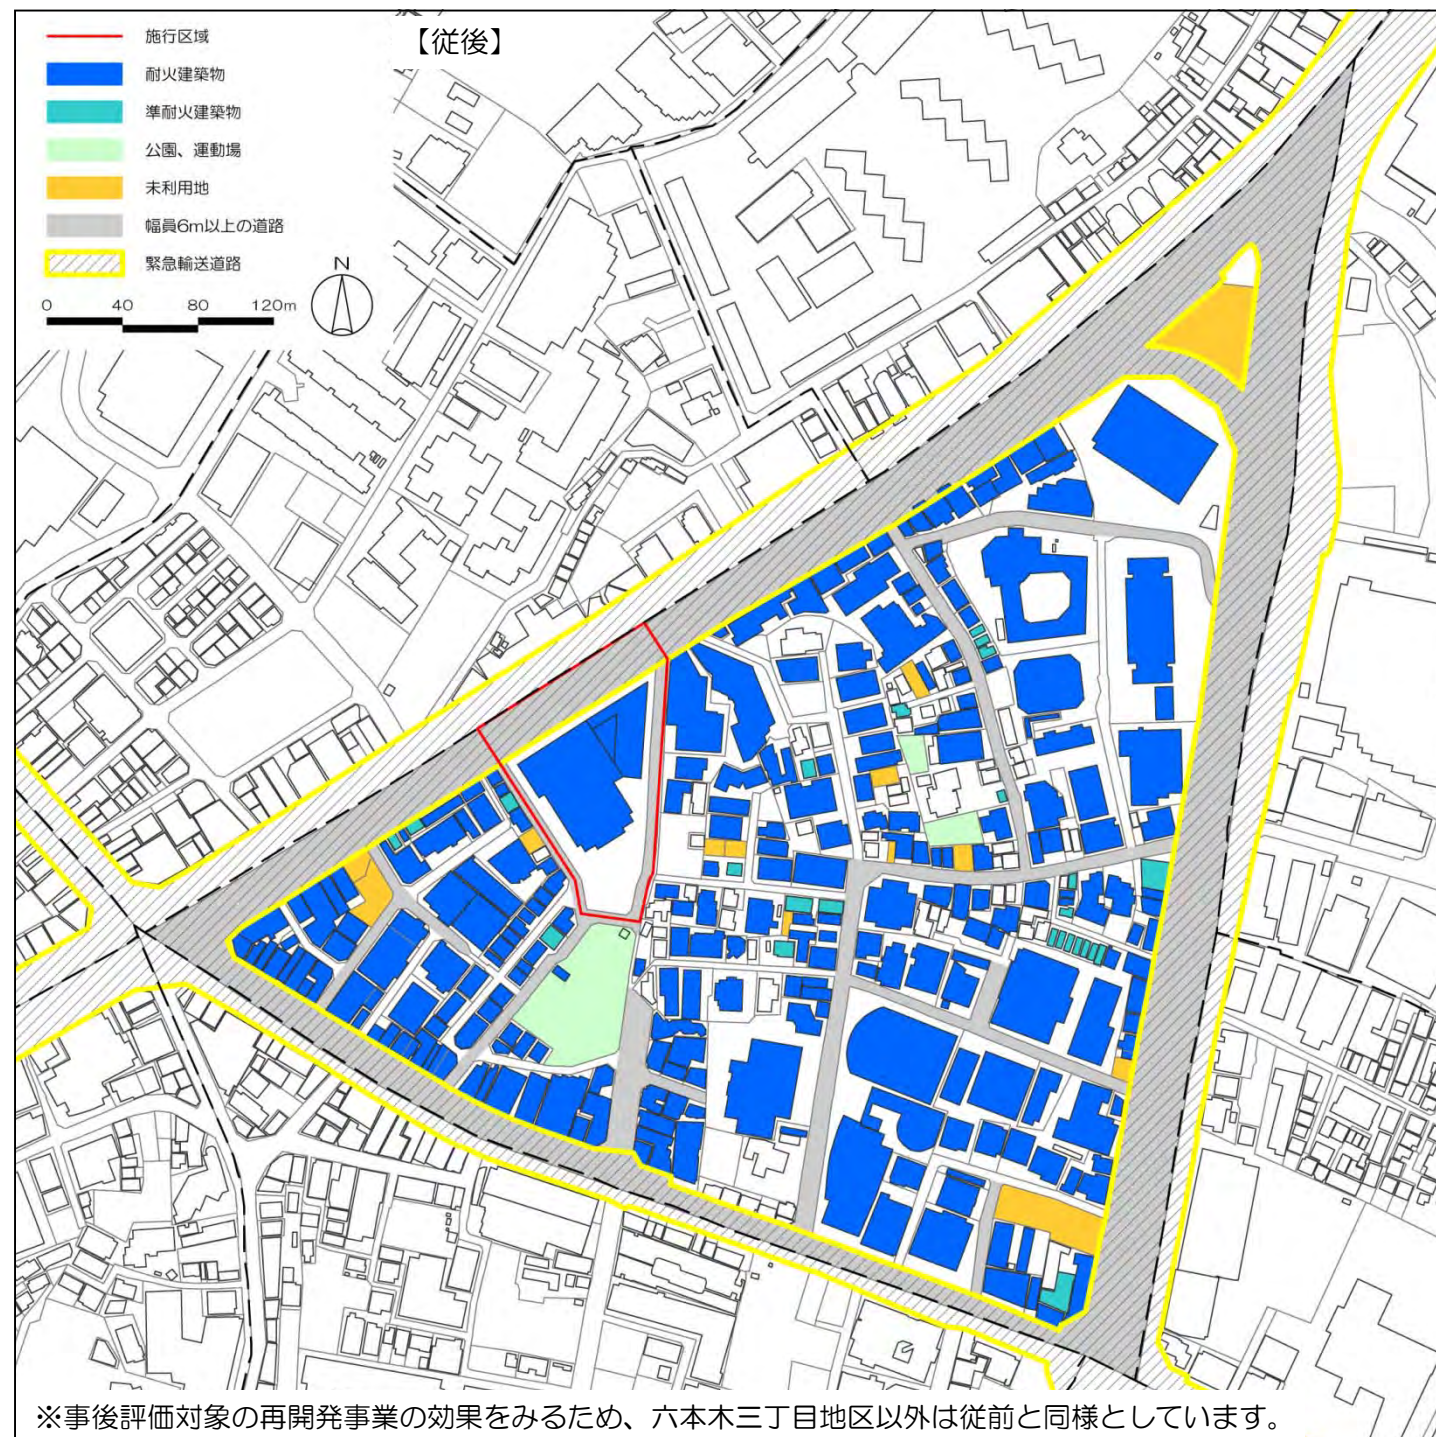 【従後】
施行区域
耐火建築物
準耐火建築物
公園、運動場
未利用地
幅員6m以上の道路
緊急輸送道路
N
0 40 80 120m
※事後評価対象の再開発事業の効果をみるため、六本木三丁目地区以外は従前と同様としています。